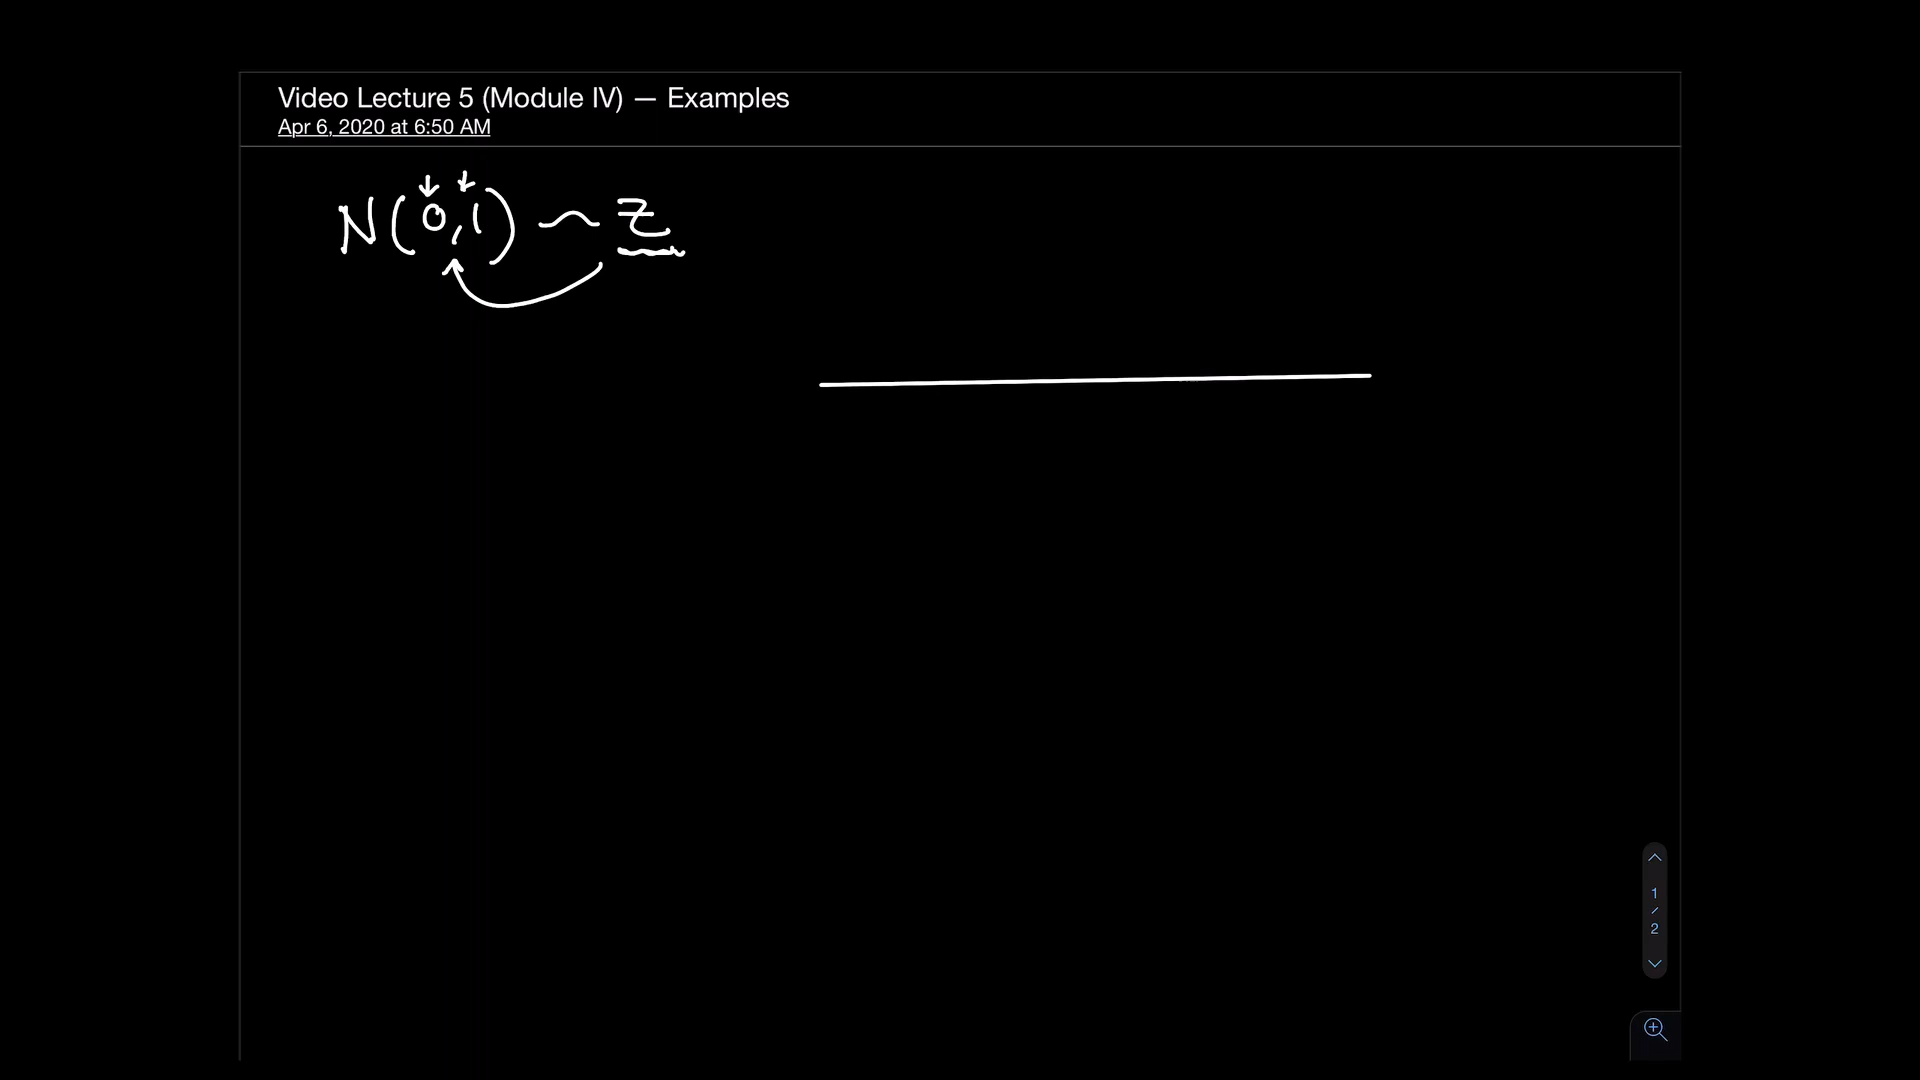 Video Lecture 5 (Module IV) — Examples
Apr 6, 2020 at 6:50 AM
N(0,1) ~ Z
1
/
2